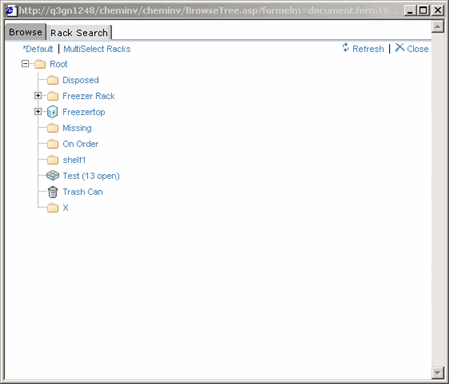 http://q3gn1248/cheminv/cheminv/BrowseTree.asp?formelm=document.form16...
Browse Rack Search
*Default | MultiSelect Racks Refresh | Close
Root
Disposed
Freezer Rack
Freezertop
Missing
On Order
shelf1
Test (13 open)
Trash Can
X